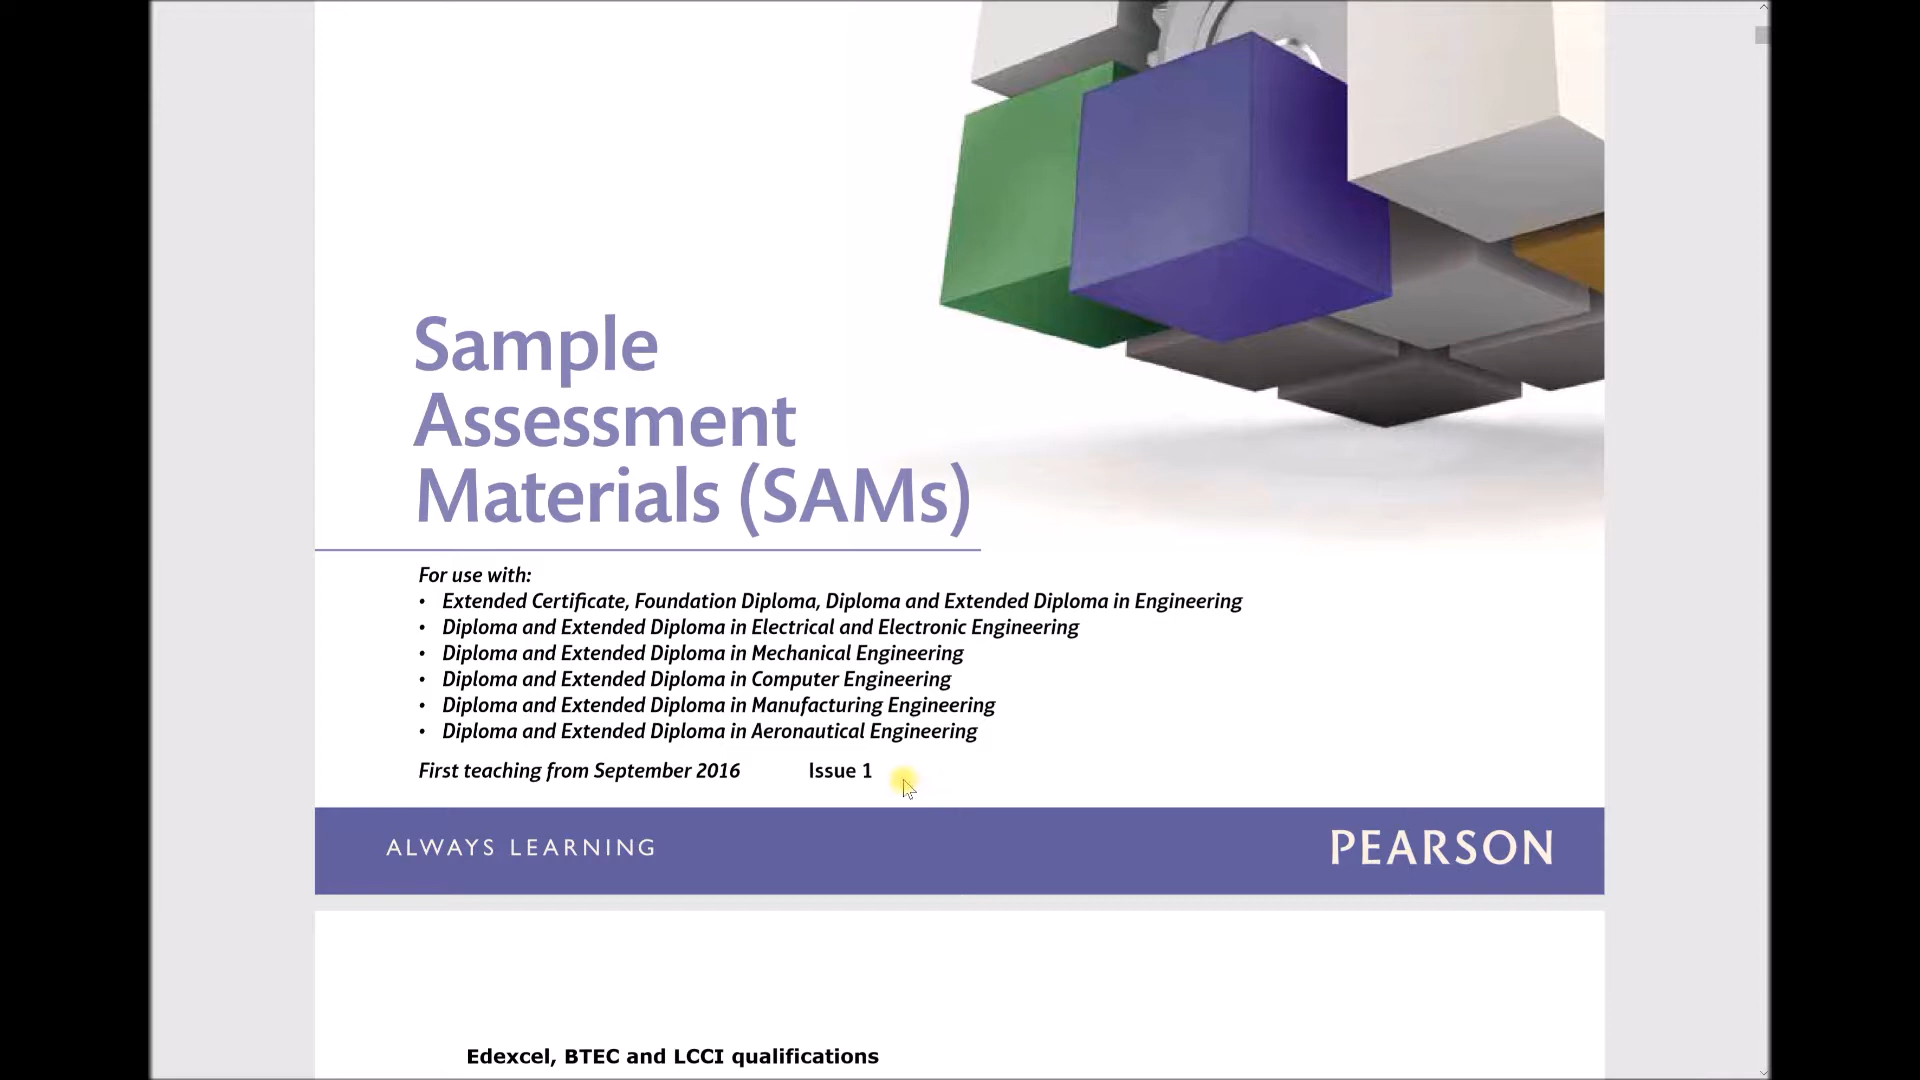 Sample
Assessment
Materials (SAMs)
For use with:
• Extended Certificate, Foundation Diploma, Diploma and Extended Diploma in Engineering
• Diploma and Extended Diploma in Electrical and Electronic Engineering
• Diploma and Extended Diploma in Mechanical Engineering
• Diploma and Extended Diploma in Computer Engineering
• Diploma and Extended Diploma in Manufacturing Engineering
• Diploma and Extended Diploma in Aeronautical Engineering
First teaching from September 2016 Issue 1
ALWAYS LEARNING PEARSON
Edexcel, BTEC and LCCI qualifications